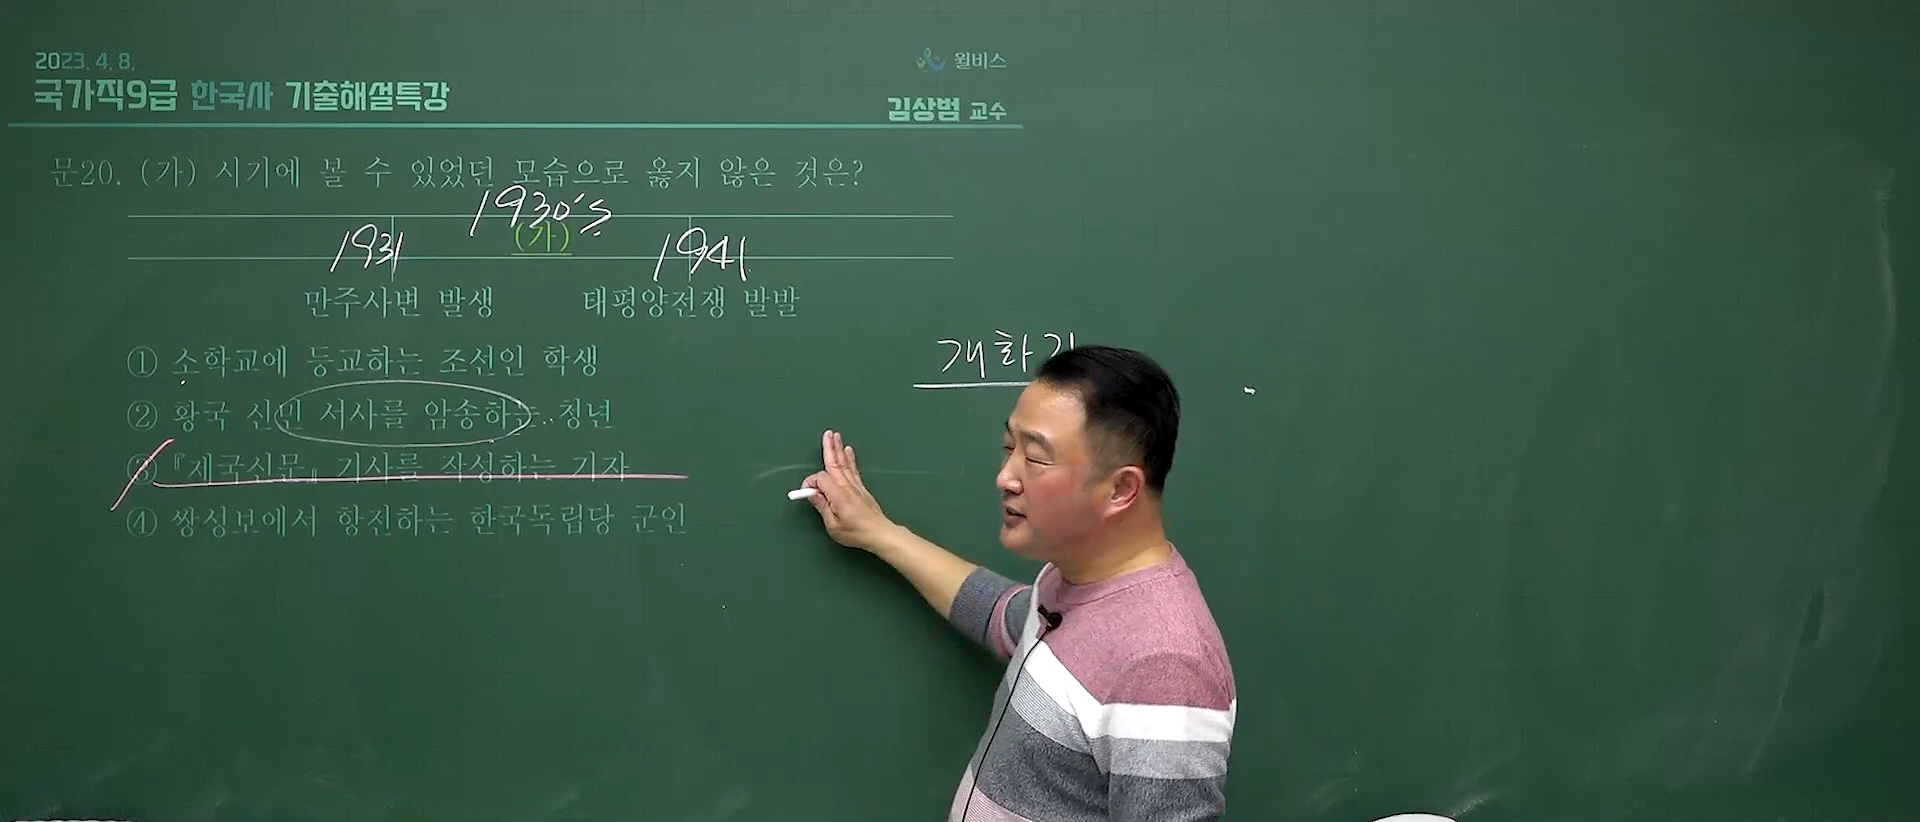 2023. 4. 8.
월비스
국가직9급 한국사 기출해설특강
김상범 교수
문20. (가) 시기에 볼 수 있었던 모습으로 옳지 않은 것은?
1930's
(가)
1931
1941
만주사변 발생
태평양전쟁 발발
개화기
① 소학교에 등교하는 조선인 학생
② 황국 신민 서사를 암송하는 청년
③ 『제국신문』 기사를 작성하는 기자
④ 쌍성보에서 항전하는 한국독립당 군인